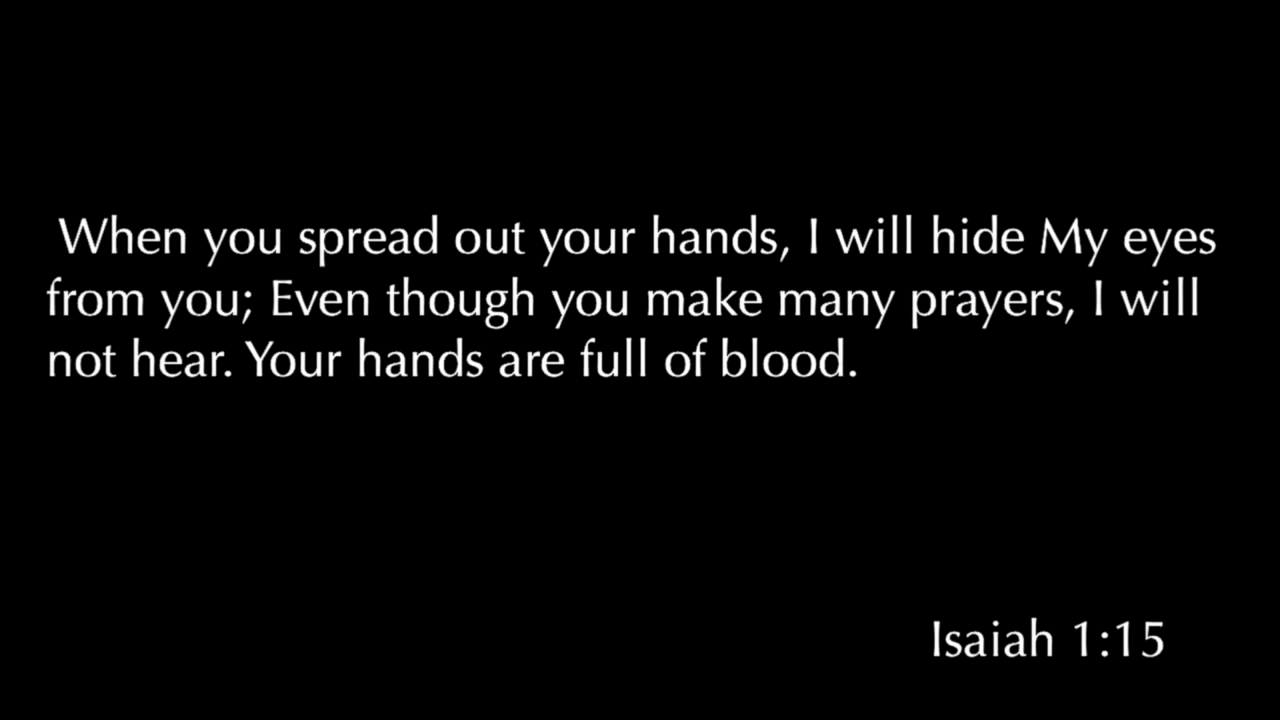 When you spread out your hands, I will hide My eyes
from you; Even though you make many prayers, I will
not hear. Your hands are full of blood.
Isaiah 1:15